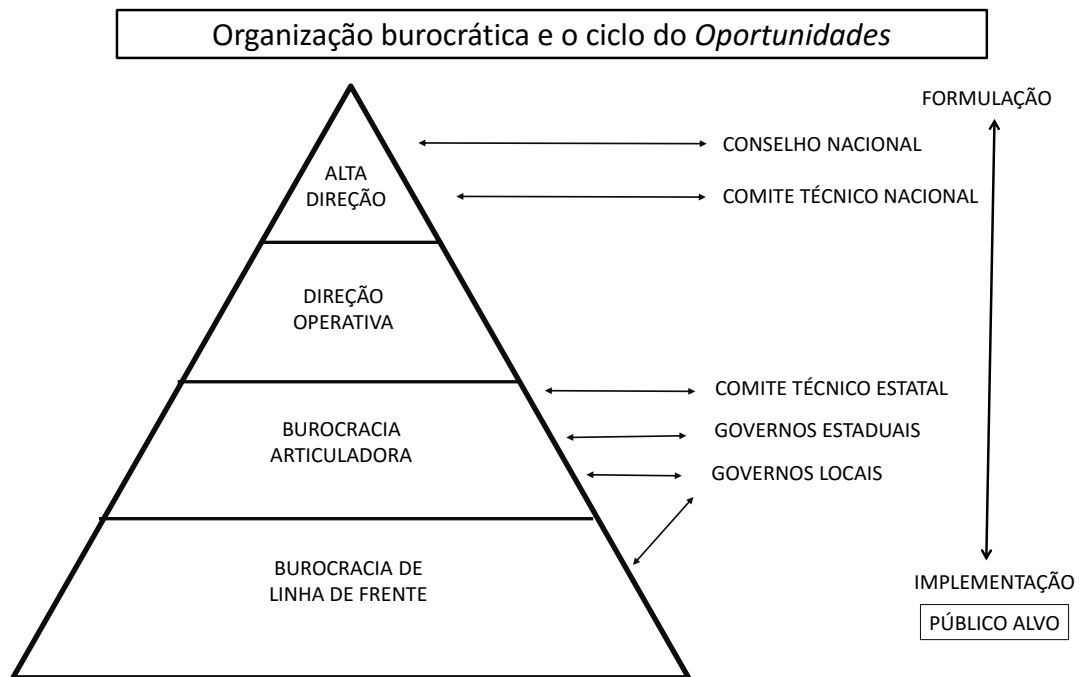 Organização burocrática e o ciclo do Oportunidades
FORMULAÇÃO
CONSELHO NACIONAL
ALTA
DIREÇÃO
COMITE TÉCNICO NACIONAL
DIREÇÃO
OPERATIVA
COMITE TÉCNICO ESTATAL
BUROCRACIA
ARTICULADORA
GOVERNOS ESTADUAIS
GOVERNOS LOCAIS
BUROCRACIA DE
LINHA DE FRENTE
IMPLEMENTAÇÃO
PÚBLICO ALVO